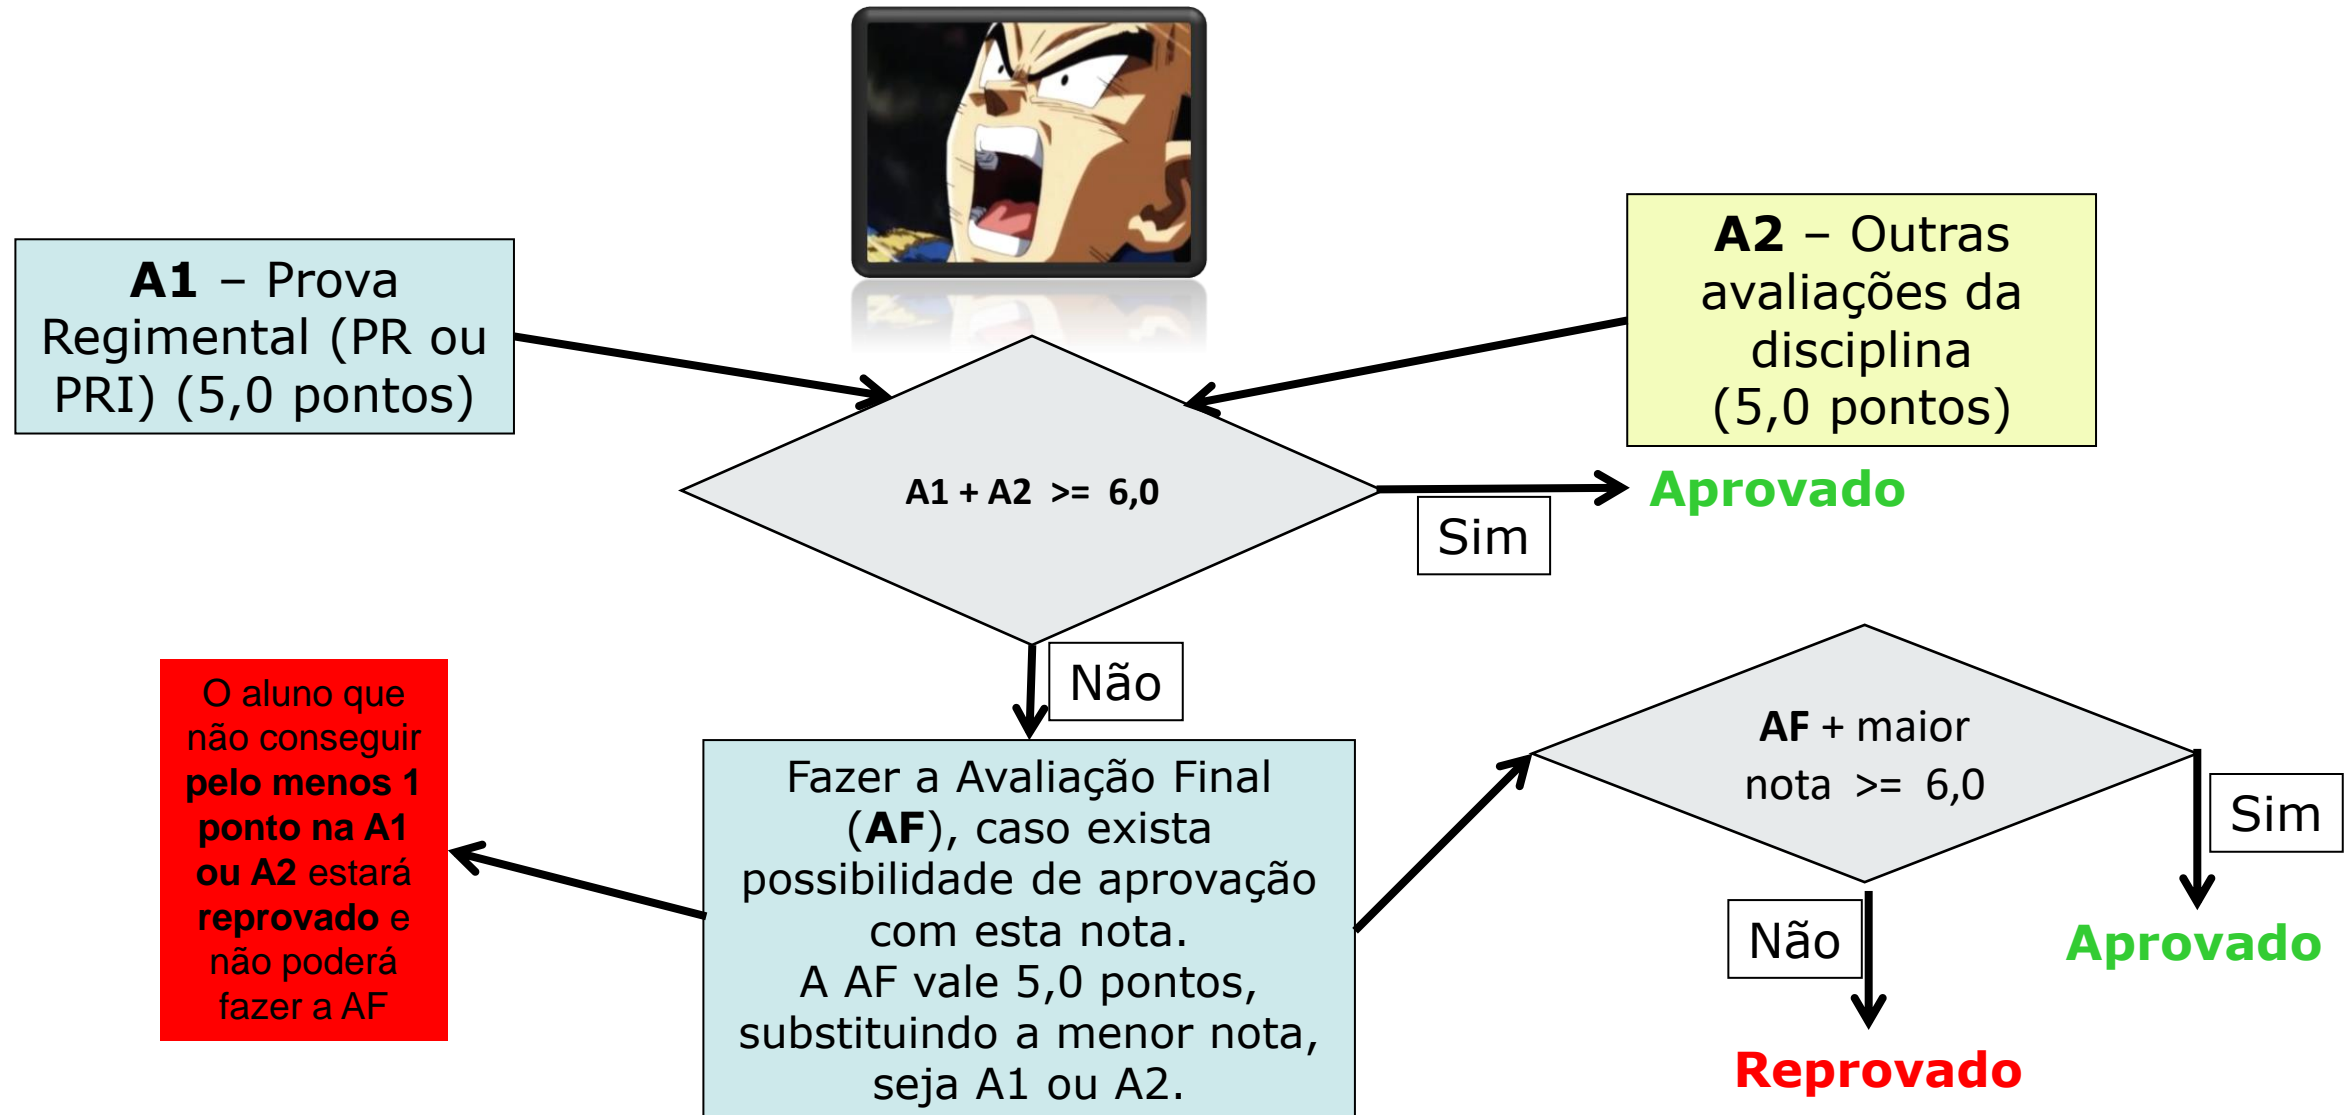 A1 – Prova
Regimental (PR ou
PRI) (5,0 pontos)
A2 – Outras
avaliações da
disciplina
(5,0 pontos)
A1 + A2 >= 6,0
Sim
Aprovado
Não
O aluno que
não conseguir
pelo menos 1
ponto na A1
ou A2 estará
reprovado e
não poderá
fazer a AF
Fazer a Avaliação Final
(AF), caso exista
possibilidade de aprovação
com esta nota.
A AF vale 5,0 pontos,
substituindo a menor nota,
seja A1 ou A2.
AF + maior
nota >= 6,0
Sim
Aprovado
Não
Reprovado